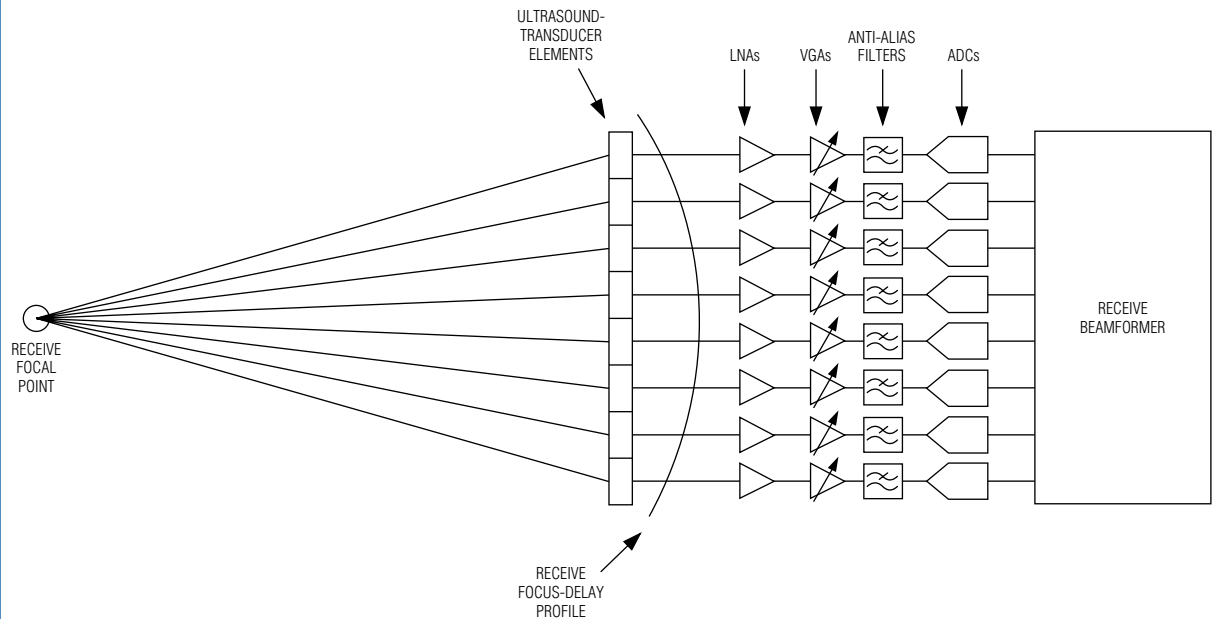 ULTRASOUND-
TRANSDUCER
ELEMENTS
LNAs
VGAs
ANTI-ALIAS
FILTERS
ADCs
RECEIVE
FOCAL
POINT
RECEIVE
BEAMFORMER
RECEIVE
FOCUS-DELAY
PROFILE